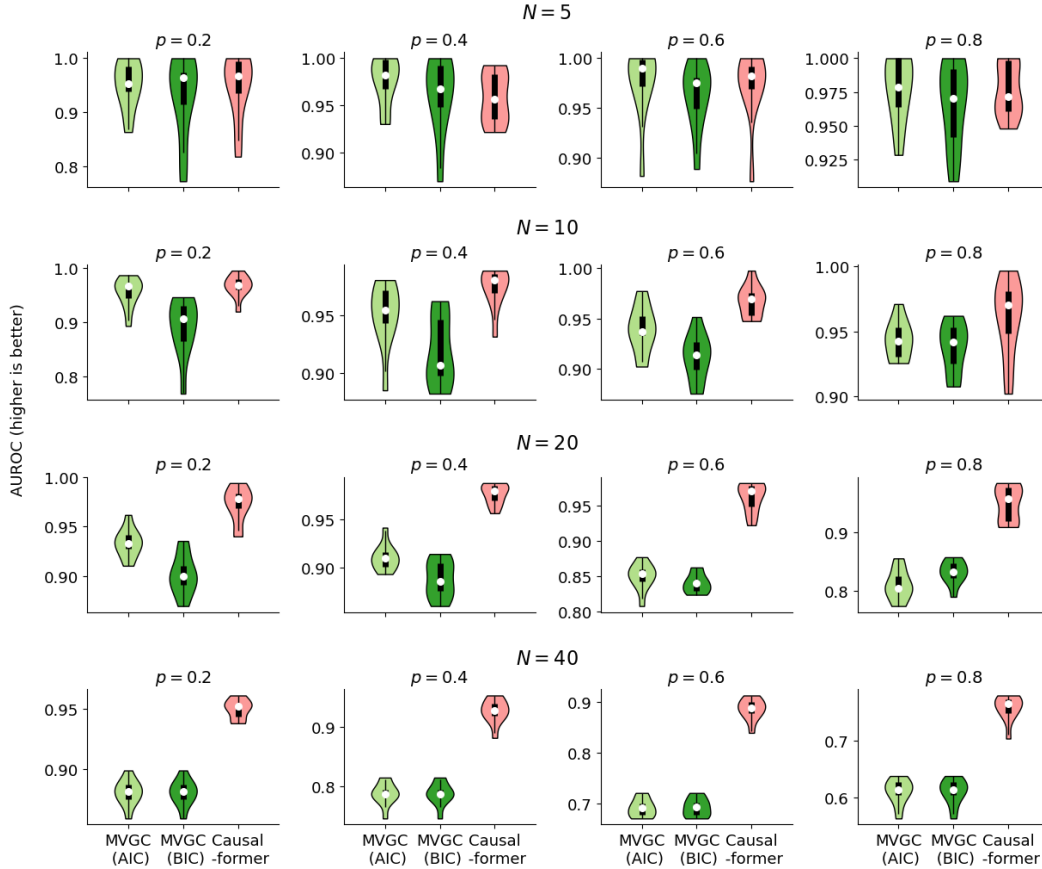 N = 5
p = 0.2
p = 0.4
p = 0.6
p = 0.8
1.0
0.9
0.8
1.00
0.95
0.90
1.00
0.95
0.90
1.000
0.975
0.950
0.925
N = 10
p = 0.2
p = 0.4
p = 0.6
p = 0.8
1.0
0.9
0.8
0.95
0.90
1.00
0.95
0.90
1.00
0.95
0.90
AUROC (higher is better)
N = 20
p = 0.2
p = 0.4
p = 0.6
p = 0.8
1.00
0.95
0.90
0.95
0.90
0.95
0.90
0.85
0.80
0.9
0.8
N = 40
p = 0.2
p = 0.4
p = 0.6
p = 0.8
0.95
0.90
0.9
0.8
0.9
0.8
0.7
0.7
0.6
MVGC MVGC Causal
(AIC) (BIC) -former
MVGC MVGC Causal
(AIC) (BIC) -former
MVGC MVGC Causal
(AIC) (BIC) -former
MVGC MVGC Causal
(AIC) (BIC) -former